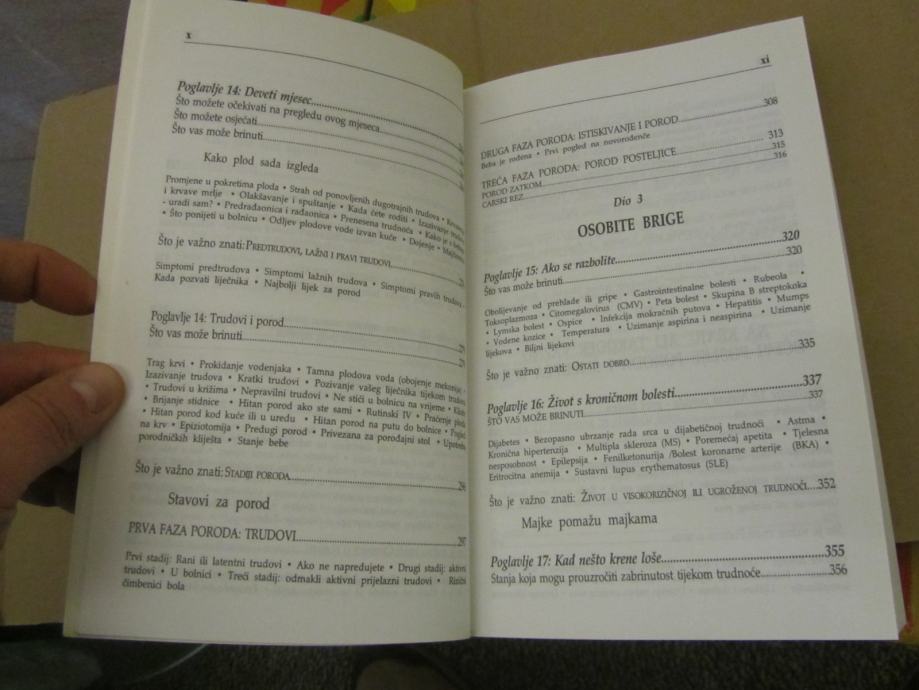 x
Poglavlje 14: Deveti mjesec
Što možete očekivati na pregledu ovog mjeseca
Što možete osjećati
Što vas može brinuti
Kako plod sada izgleda
Promjene u pokretima ploda • Strah od ponovljenih dugotrajnih trudova •
i krvave mrlje • Olakšavanje i spuštanje • Kada ćete roditi • Izazivanje
- uradi sam? • Predradaonica i rađaonica • Prenesena trudnoća • Kako je s
• Što ponijeti u bolnicu • Odljev plodove vode izvan kuće • Dojenje •
Što je važno znati: PREDTRUDOVI, LAŽNI I PRAVI TRUDOVI
Simptomi predtrudova • Simptomi lažnih trudova • Simptomi pravih trudova •
Kada pozvati liječnika • Najbolji lijek za porod
Poglavlje 14: Trudovi i porod
Što vas može brinuti
Trag krvi • Prokidanje vodenjaka • Tamna plodova voda (obojenje mekonija) •
Izazivanje trudova • Kratki trudovi • Pozivanje vašeg liječnika tijekom trudova
• Trudovi u križima • Nepravilni trudovi • Ne stići u bolnicu na vrijeme •
• Brijanje stidnice • Hitan porod ako ste sami • Rutinski IV • Praćenje ploda
• Hitan porod kod kuće ili u uredu • Hitan porod na putu do bolnice •
na krv • Epiziotomija • Predugi porod • Privezana za porođajni stol •
porodničkih kliješta • Stanje bebe
Što je važno znati: STADIJI PORODA
Stavovi za porod
PRVA FAZA PORODA: TRUDOVI 297
Prvi stadij: Rani ili latentni trudovi • Ako ne napredujete • Drugi stadij: aktivni
trudovi • U bolnici • Treći stadij: odmakli aktivni prijelazni trudovi •
čimbenici bola
xi
DRUGA FAZA PORODA: ISTISKIVANJE I POROD 308
Beba je rođena • Prvi pogled na novorođenče
TREĆA FAZA PORODA: POROD POSTELJICE 313
POROD ZATKOM 315
CARSKI REZ 316
Dio 3
OSOBITE BRIGE
Poglavlje 15: Ako se razbolite 320
Što vas može brinuti 320
Obolijevanje od prehlade ili gripe • Gastrointestinalne bolesti • Rubeola •
Toksoplazmoza • Citomegalovirus (CMV) • Peta bolest • Skupina B streptokoka
• Lymska bolest • Ospice • Infekcija mokraćnih putova • Hepatitis • Mumps
• Vodene kozice • Temperatura • Uzimanje aspirina i neaspirina • Uzimanje
lijekova • Biljni lijekovi
Što je važno znati: OSTATI DOBRO 335
Poglavlje 16: Život s kroničnom bolesti 337
ŠTO VAS MOŽE BRINUTI 337
Dijabetes • Bezopasno ubrzanje rada srca u dijabetičnoj trudnoći • Astma •
Kronična hipertenzija • Multipla skleroza (MS) • Poremećaj apetita • Tjelesna
nesposobnost • Epilepsija • Fenilketonurija /Bolest koronarne arterije (BKA) •
Eritrocitna anemija • Sustavni lupus erythematosus (SLE)
Što je važno znati: ŽIVOT U VISOKORIZIČNOJ ILI UGROŽENOJ TRUDNOĆI 352
Majke pomažu majkama
Poglavlje 17: Kad nešto krene loše 355
Stanja koja mogu prouzročiti zabrinutost tijekom trudnoće 356